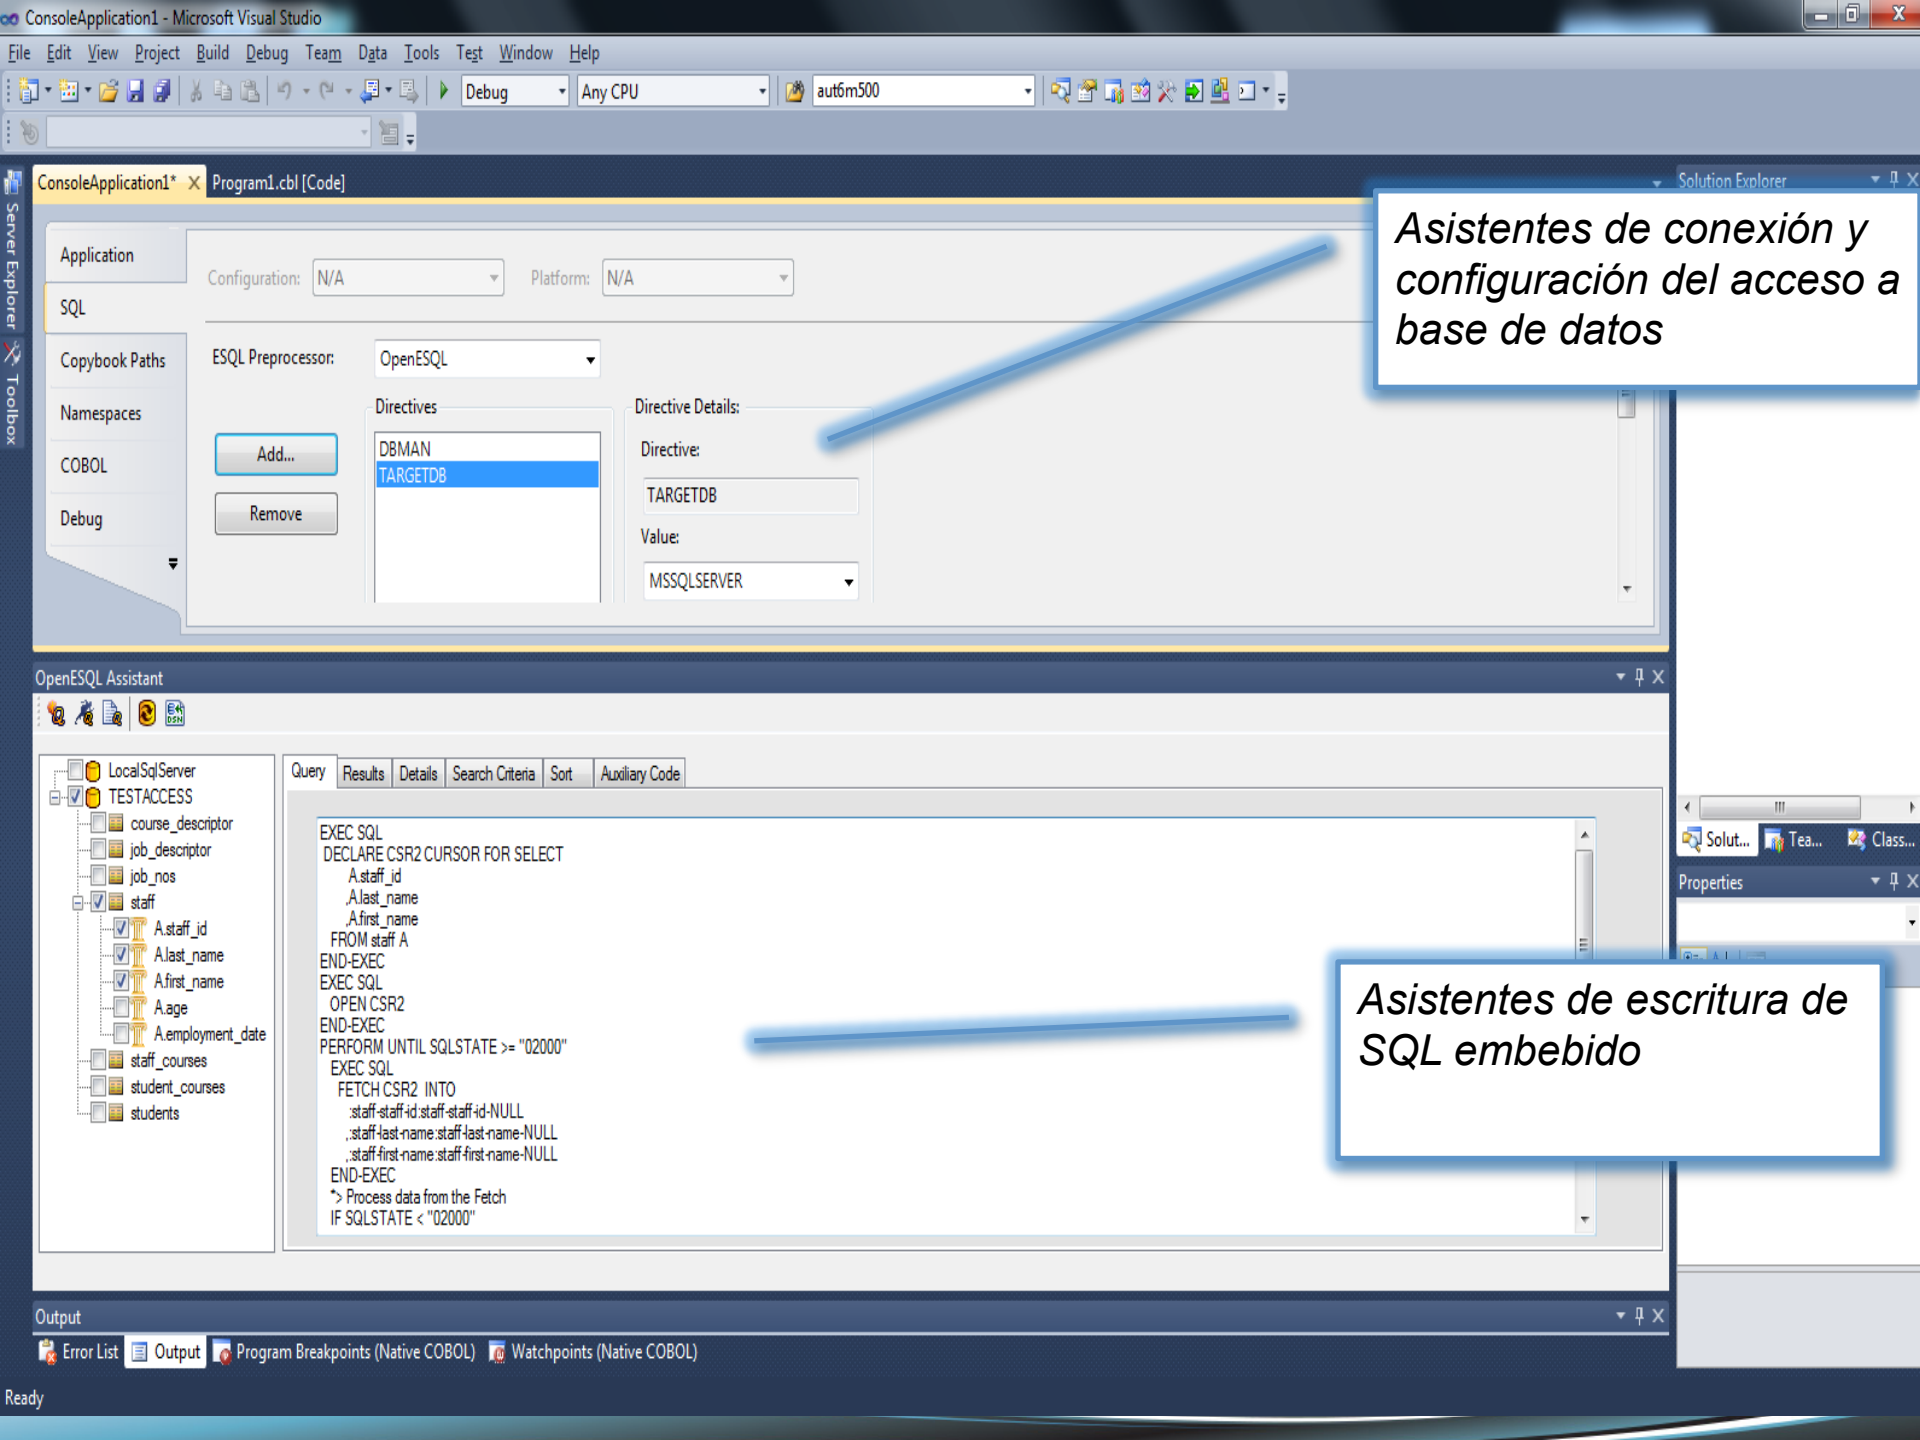 ConsoleApplication1 - Microsoft Visual Studio
File Edit View Project Build Debug Team Data Tools Test Window Help
Debug Any CPU aut6m500
Server Explorer
Toolbox
ConsoleApplication1* X Program1.cbl [Code]
Solution Explorer
Application
SQL
Copybook Paths
Namespaces
COBOL
Debug
Configuration: N/A Platform: N/A
ESQL Preprocessor: OpenESQL
Directives
DBMAN
TARGETDB
Add...
Remove
Directive Details:
Directive:
TARGETDB
Value:
MSSQLSERVER
Asistentes de conexión y
configuración del acceso a
base de datos
OpenESQL Assistant
LocalSqlServer
TESTACCESS
course_descriptor
job_descriptor
job_nos
staff
A.staff_id
A.last_name
A.first_name
A.age
A.employment_date
staff_courses
student_courses
students
Query Results Details Search Criteria Sort Auxiliary Code
EXEC SQL
DECLARE CSR2 CURSOR FOR SELECT
A.staff_id
,A.last_name
,A.first_name
FROM staff A
END-EXEC
EXEC SQL
OPEN CSR2
END-EXEC
PERFORM UNTIL SQLSTATE >= "02000"
EXEC SQL
FETCH CSR2 INTO
:staff-staff-id:staff-staff-id-NULL
,:staff-last-name:staff-last-name-NULL
,:staff-first-name:staff-first-name-NULL
END-EXEC
*> Process data from the Fetch
IF SQLSTATE < "02000"
Solut... Tea... Class...
Properties
Asistentes de escritura de
SQL embebido
Output
Error List Output Program Breakpoints (Native COBOL) Watchpoints (Native COBOL)
Ready